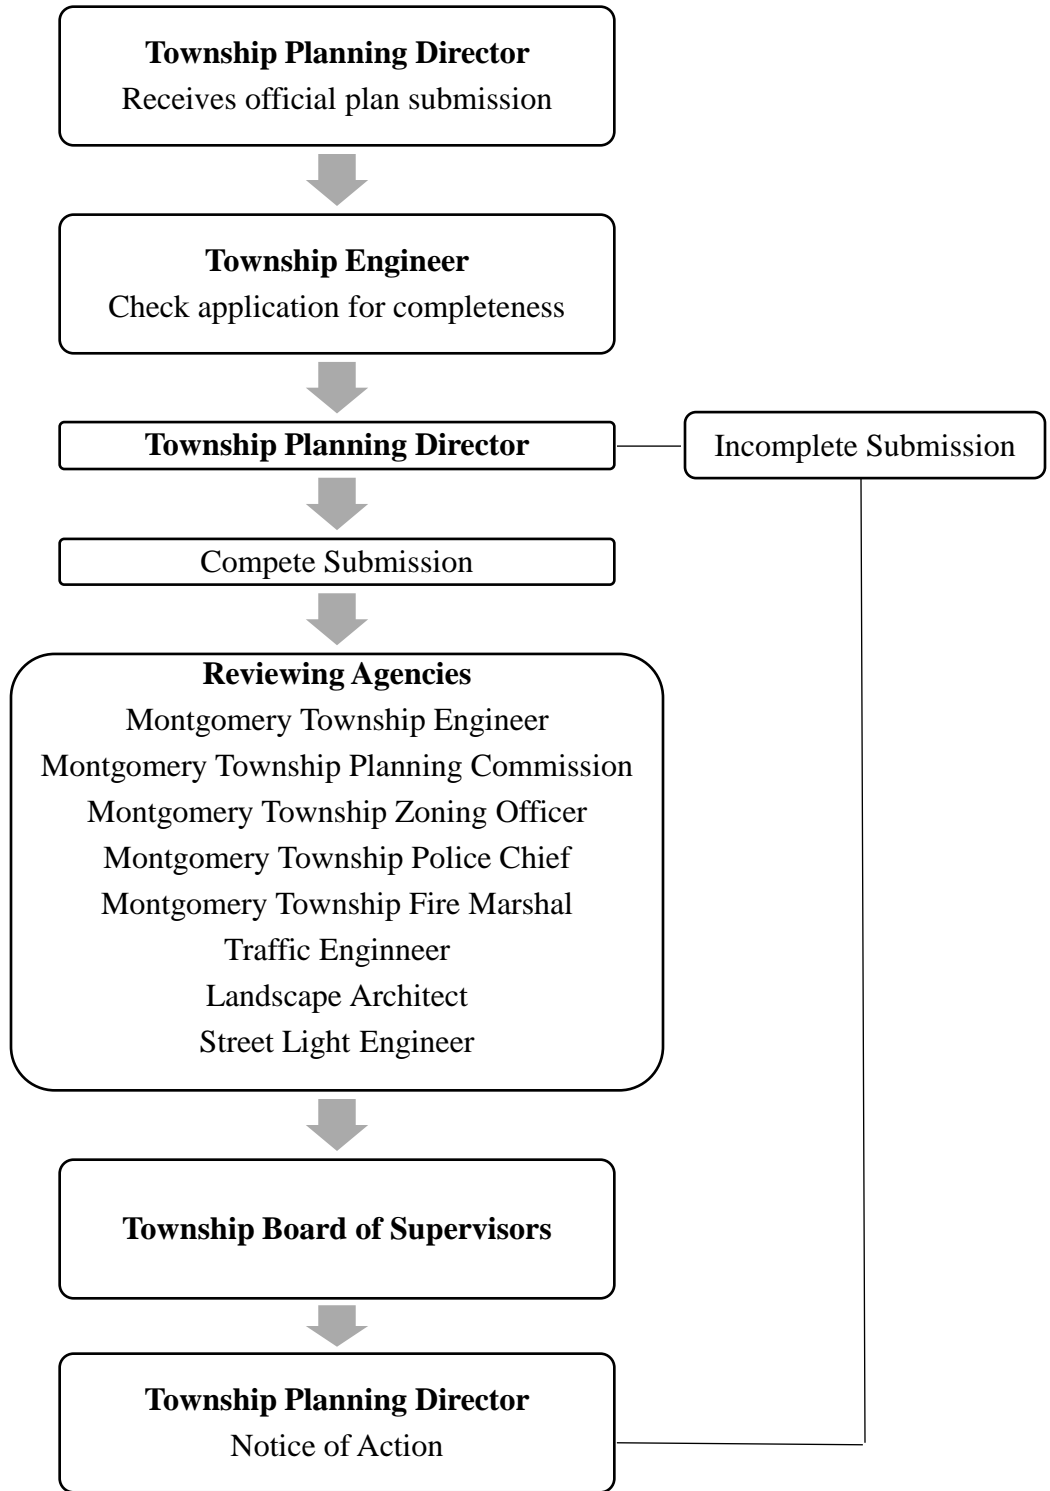 Township Planning Director
Receives official plan submission
Township Engineer
Check application for completeness
Township Planning Director
Incomplete Submission
Compete Submission
Reviewing Agencies
Montgomery Township Engineer
Montgomery Township Planning Commission
Montgomery Township Zoning Officer
Montgomery Township Police Chief
Montgomery Township Fire Marshal
Traffic Enginneer
Landscape Architect
Street Light Engineer
Township Board of Supervisors
Township Planning Director
Notice of Action